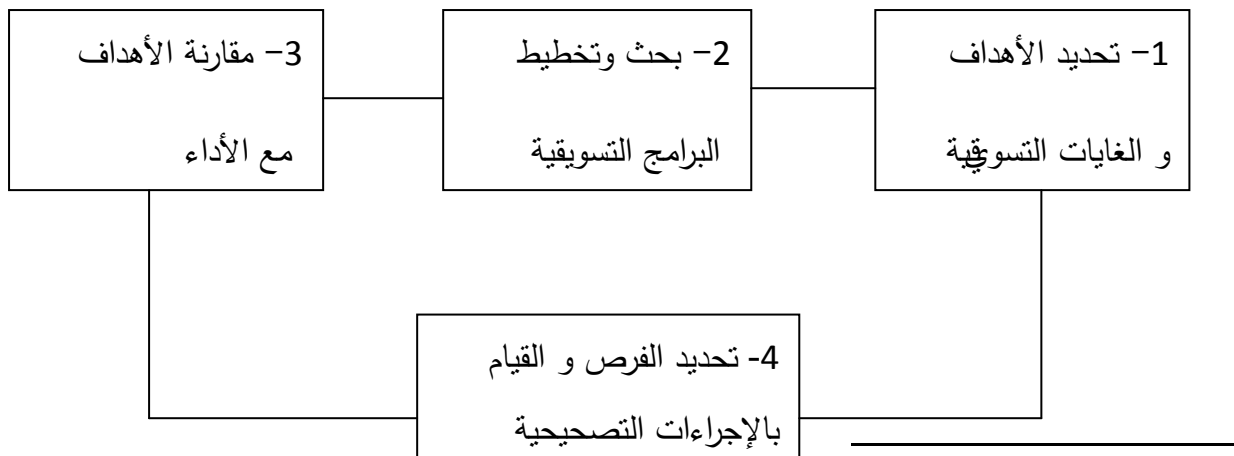 1- تحديد الأهداف
و الغايات التسويقية
2- بحث وتخطيط
البرامج التسويقية
3- مقارنة الأهداف
مع الأداء
4- تحديد الفرص و القيام
بالإجراءات التصحيحية